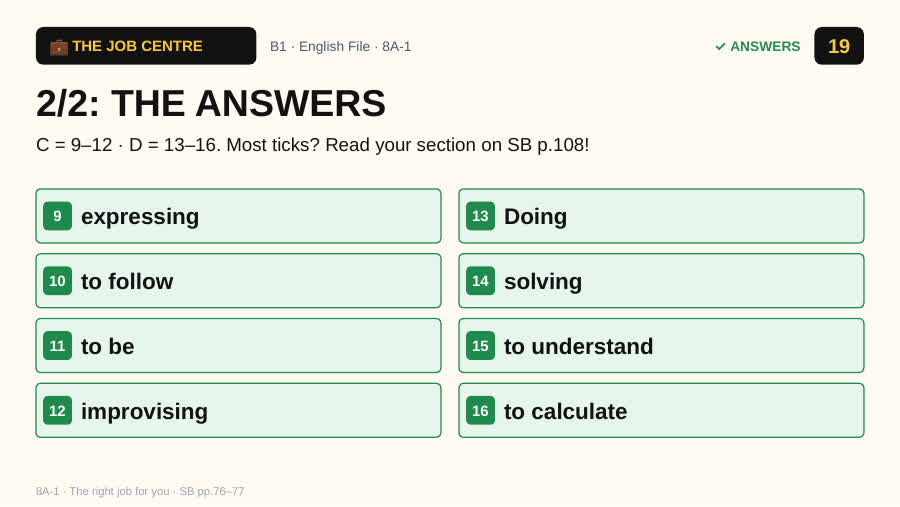 💼 THE JOB CENTRE
B1 · English File · 8A-1
✓ ANSWERS
19
2/2: THE ANSWERS
C = 9–12 · D = 13–16. Most ticks? Read your section on SB p.108!
9 expressing
10 to follow
11 to be
12 improvising
13 Doing
14 solving
15 to understand
16 to calculate
8A-1 · The right job for you · SB pp.76–77